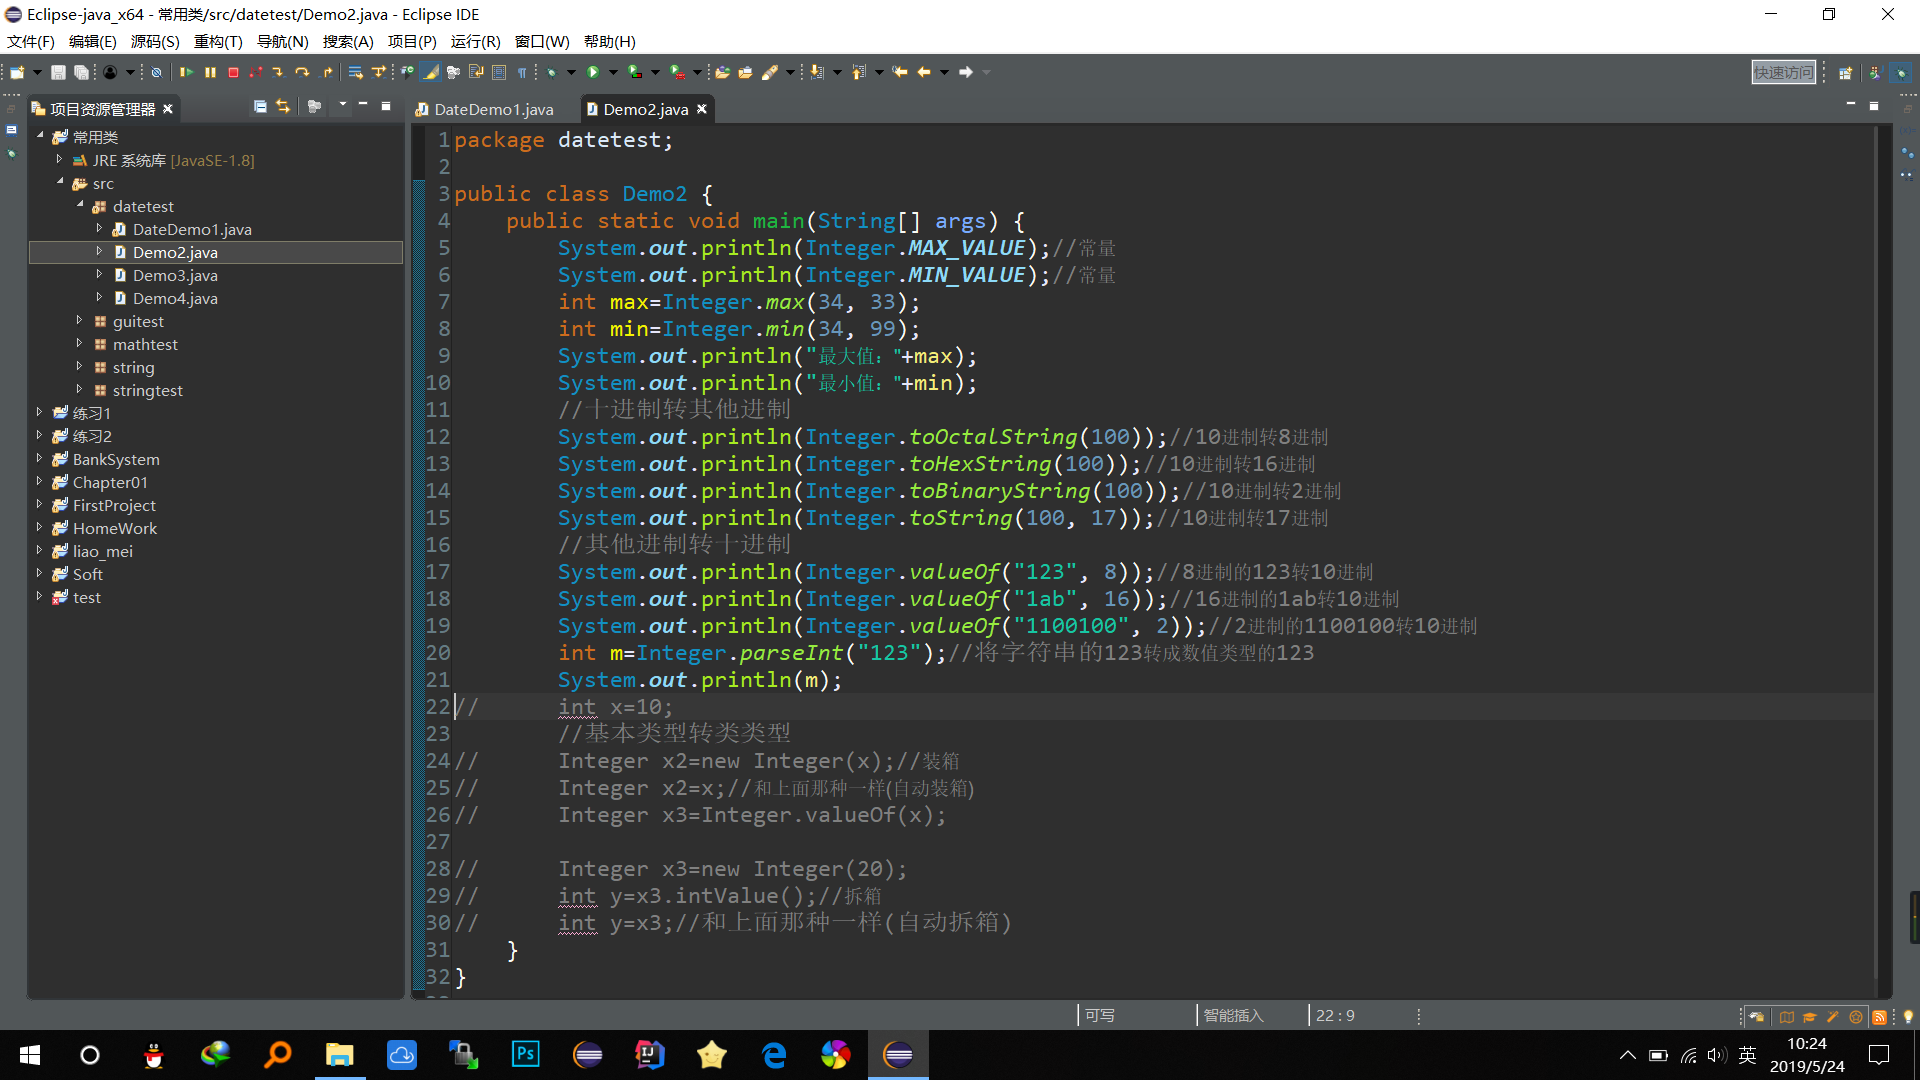 Eclipse-java_x64 - 常用类/src/datetest/Demo2.java - Eclipse IDE
文件(F) 编辑(E) 源码(S) 重构(T) 导航(N) 搜索(A) 项目(P) 运行(R) 窗口(W) 帮助(H)
快速访问
项目资源管理器
常用类
JRE 系统库 [JavaSE-1.8]
src
datetest
DateDemo1.java
Demo2.java
Demo3.java
Demo4.java
guitest
mathtest
string
stringtest
练习1
练习2
BankSystem
Chapter01
FirstProject
HomeWork
liao_mei
Soft
test
DateDemo1.java Demo2.java
1 package datetest;
2
3 public class Demo2 {
4     public static void main(String[] args) {
5         System.out.println(Integer.MAX_VALUE);//常量
6         System.out.println(Integer.MIN_VALUE);//常量
7         int max=Integer.max(34, 33);
8         int min=Integer.min(34, 99);
9         System.out.println("最大值："+max);
10         System.out.println("最小值："+min);
11         //十进制转其他进制
12         System.out.println(Integer.toOctalString(100));//10进制转8进制
13         System.out.println(Integer.toHexString(100));//10进制转16进制
14         System.out.println(Integer.toBinaryString(100));//10进制转2进制
15         System.out.println(Integer.toString(100, 17));//10进制转17进制
16         //其他进制转十进制
17         System.out.println(Integer.valueOf("123", 8));//8进制的123转10进制
18         System.out.println(Integer.valueOf("1ab", 16));//16进制的1ab转10进制
19         System.out.println(Integer.valueOf("1100100", 2));//2进制的1100100转10进制
20         int m=Integer.parseInt("123");//将字符串的123转成数值类型的123
21         System.out.println(m);
22 //      int x=10;
23         //基本类型转类类型
24 //      Integer x2=new Integer(x);//装箱
25 //      Integer x2=x;//和上面那种一样(自动装箱)
26 //      Integer x3=Integer.valueOf(x);
27
28 //      Integer x3=new Integer(20);
29 //      int y=x3.intValue();//拆箱
30 //      int y=x3;//和上面那种一样(自动拆箱)
31     }
32 }
可写 智能插入 22 : 9
Ps
IJ
英
10:24
2019/5/24